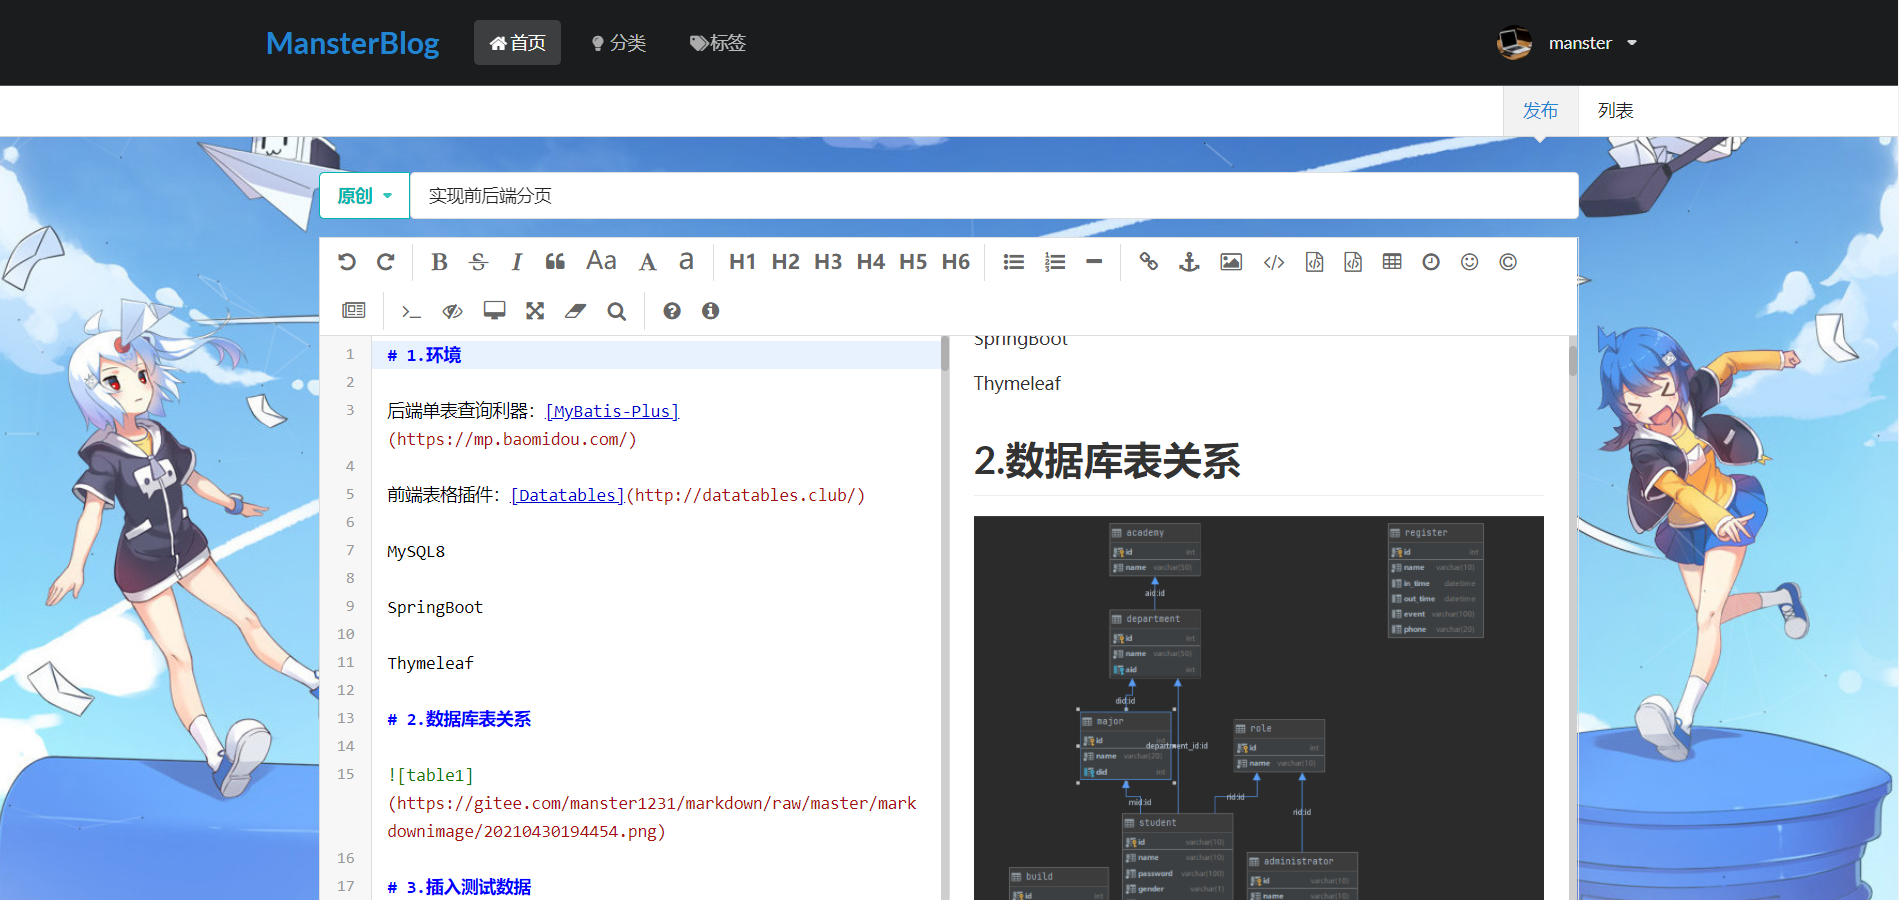 MansterBlog
首页
分类
标签
manster
发布
列表
原创
实现前后端分页
B S I Aa A a H1 H2 H3 H4 H5 H6
1 # 1.环境
2
3 后端单表查询利器：[MyBatis-Plus]
(https://mp.baomidou.com/)
4
5 前端表格插件：[Datatables](http://datatables.club/)
6
7 MySQL8
8
9 SpringBoot
10
11 Thymeleaf
12
13 # 2.数据库表关系
14
15 ![table1]
(https://gitee.com/manster1231/markdown/raw/master/mark
downimage/20210430194454.png)
16
17 # 3.插入测试数据
SpringBoot
Thymeleaf
2.数据库表关系
academy
id int
name varchar(50)
aid:id
department
id int
name varchar(50)
aid int
did:id
major
id int
name varchar(20)
did int
department_id:id
mid:id
register
id int
name varchar(10)
in_time datetime
out_time datetime
event varchar(100)
phone varchar(20)
role
id int
name varchar(10)
rid:id
rid:id
student
id varchar(10)
name varchar(10)
password varchar(100)
gender varchar(1)
build
id int
administrator
id varchar(10)
name varchar(10)